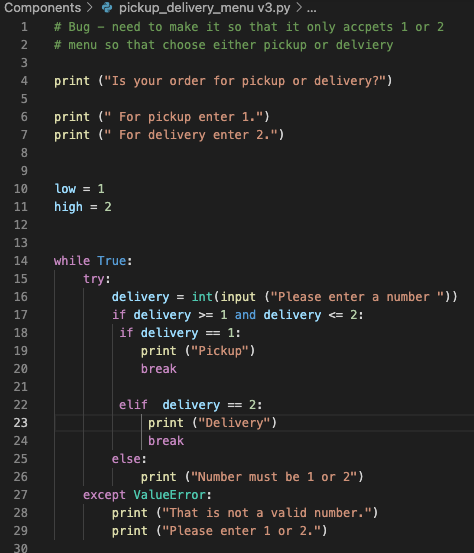 Components > pickup_delivery_menu v3.py > ...
1 # Bug - need to make it so that it only accpets 1 or 2
2 # menu so that choose either pickup or delviery
3
4 print ("Is your order for pickup or delivery?")
5
6 print (" For pickup enter 1.")
7 print (" For delivery enter 2.")
8
9
10 low = 1
11 high = 2
12
13
14 while True:
15     try:
16         delivery = int(input ("Please enter a number "))
17         if delivery >= 1 and delivery <= 2:
18          if delivery == 1:
19             print ("Pickup")
20             break
21
22          elif  delivery == 2:
23              print ("Delivery")
24              break
25         else:
26             print ("Number must be 1 or 2")
27     except ValueError:
28         print ("That is not a valid number.")
29         print ("Please enter 1 or 2.")
30